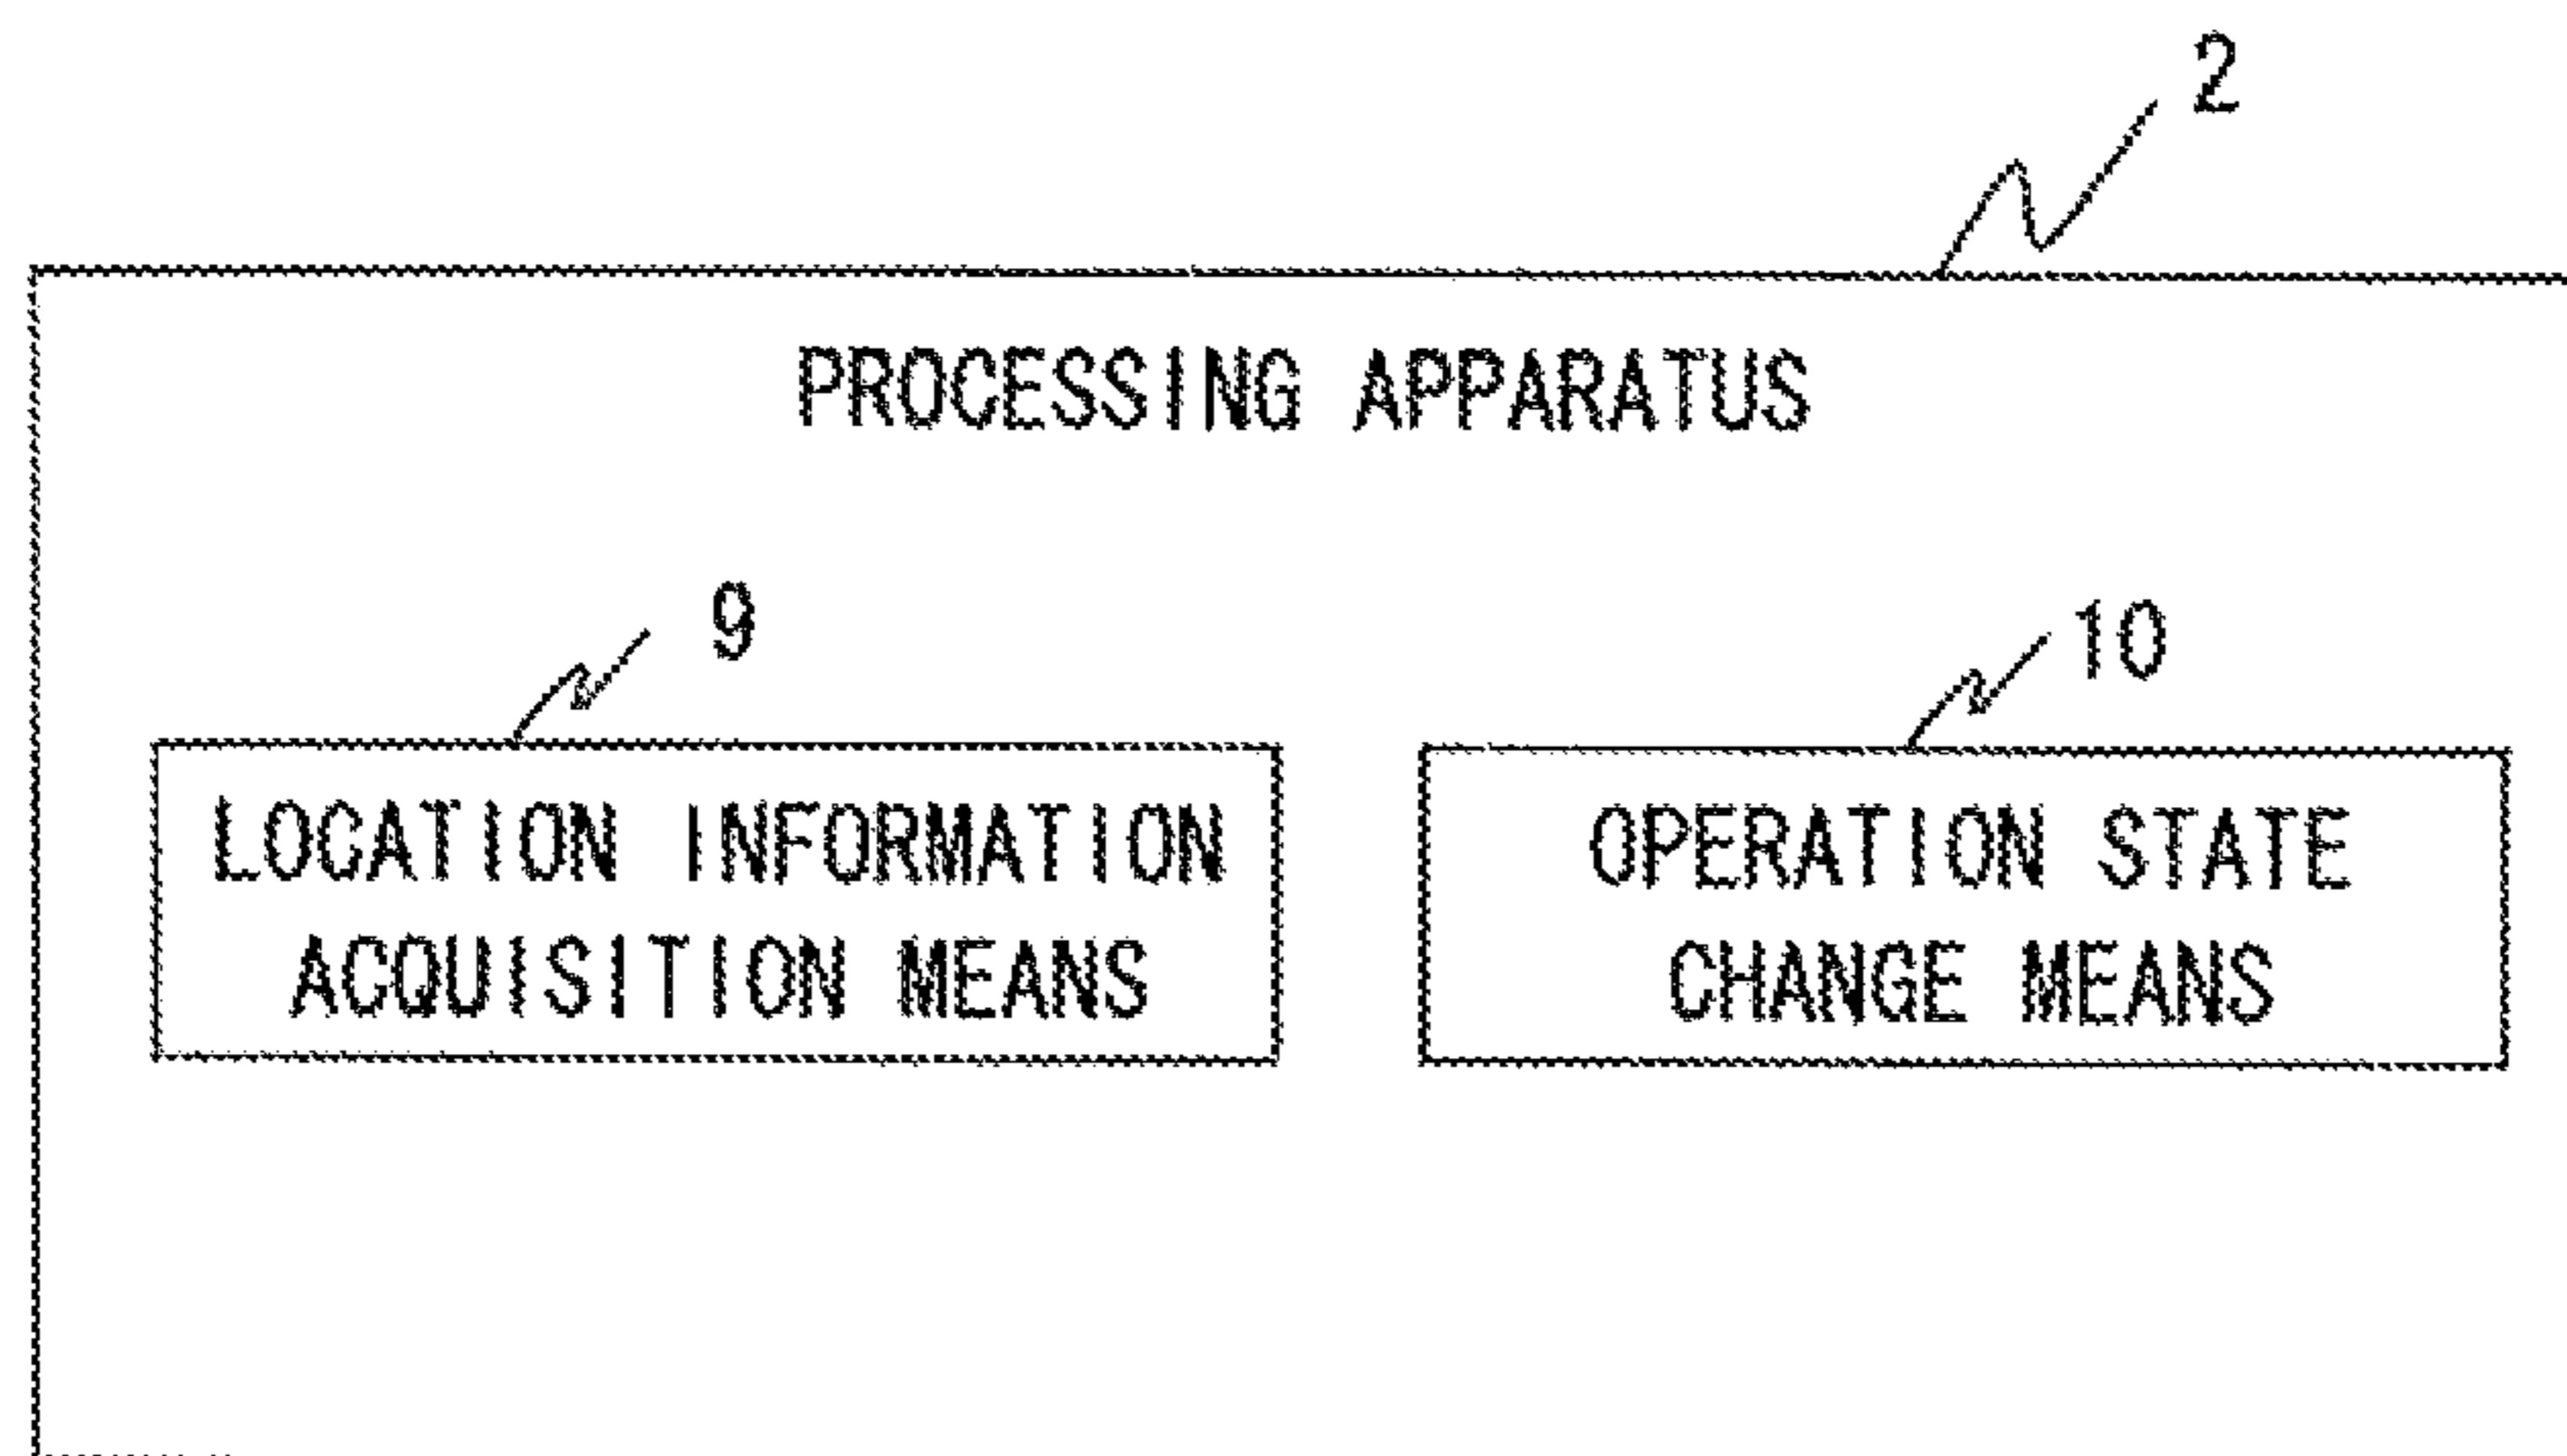 2
PROCESSING APPARATUS
9
10
LOCATION INFORMATION
ACQUISITION MEANS
OPERATION STATE
CHANGE MEANS